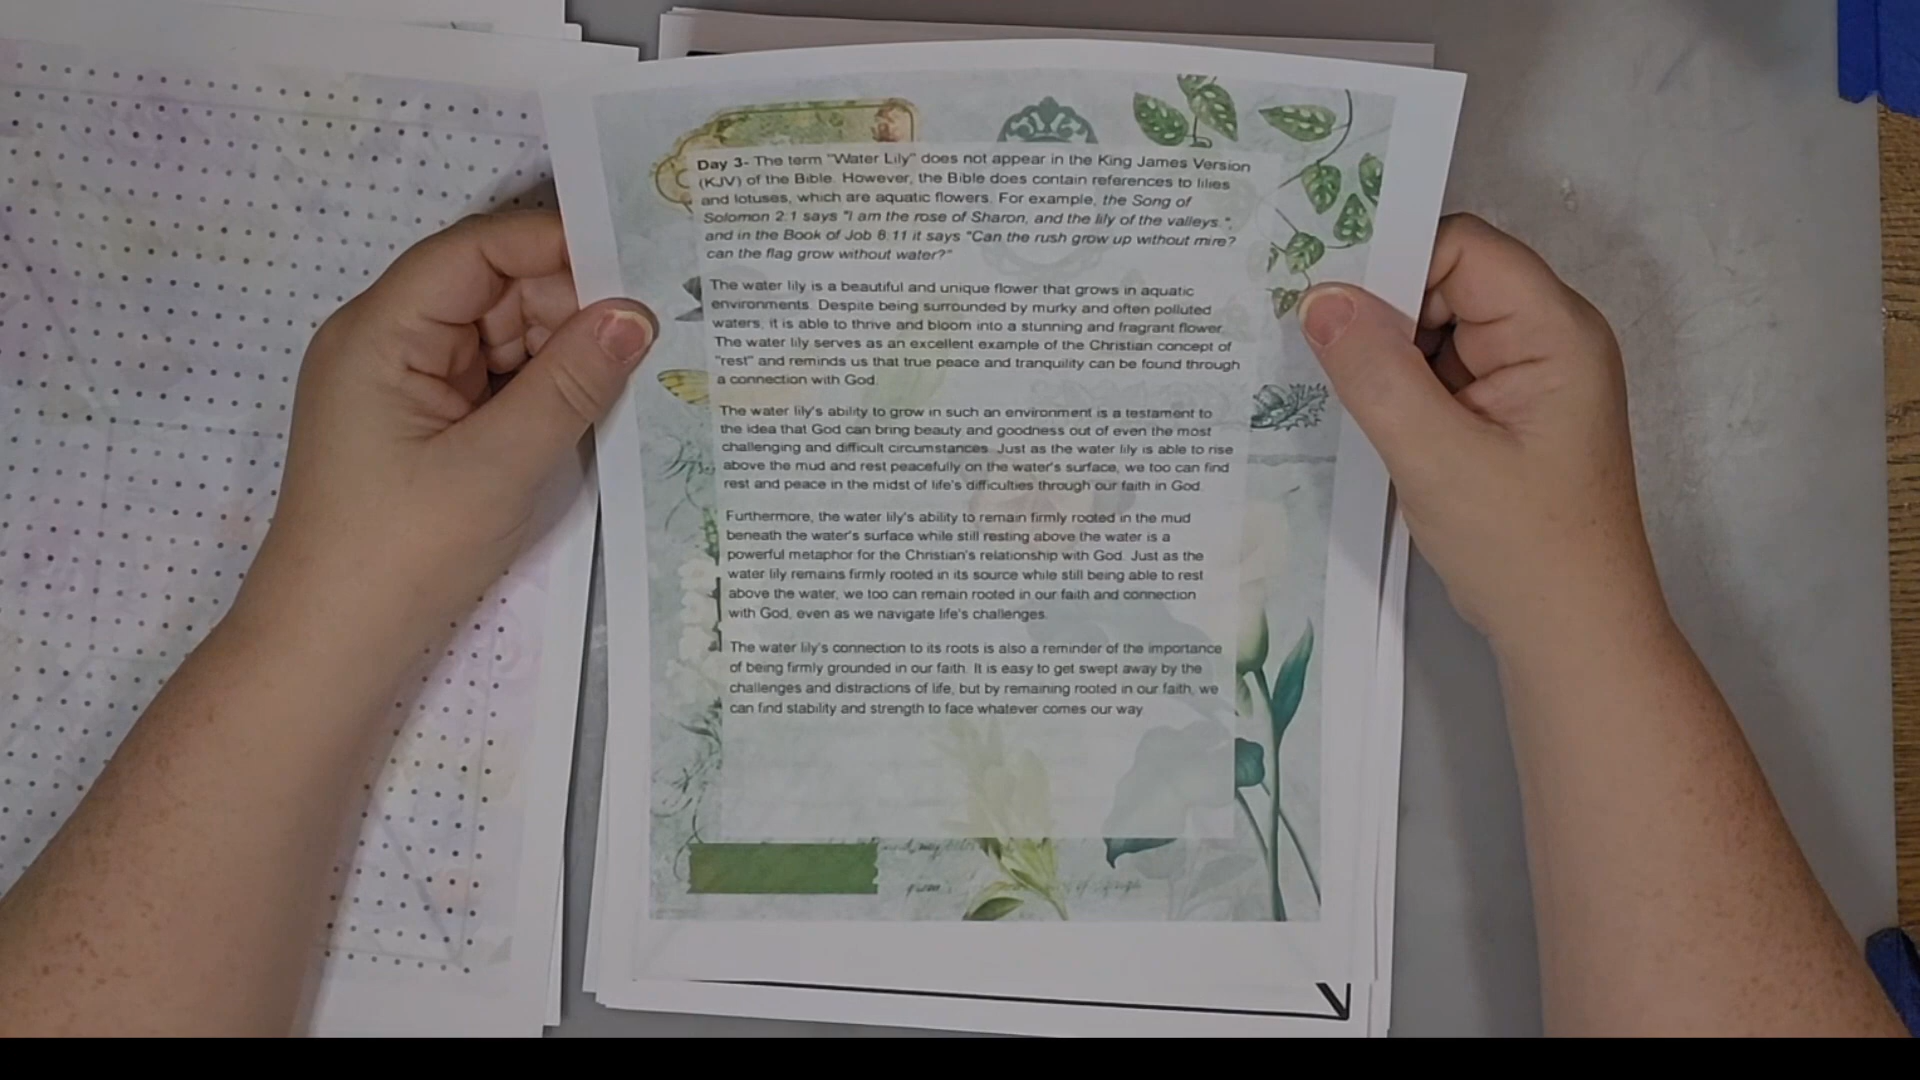 Day 3- The term "Water Lily" does not appear in the King James Version
(KJV) of the Bible. However, the Bible does contain references to lilies
and lotuses, which are aquatic flowers. For example, the Song of
Solomon 2:1 says "I am the rose of Sharon, and the lily of the valleys.",
and in the Book of Job 8:11 it says "Can the rush grow up without mire?
can the flag grow without water?"
The water lily is a beautiful and unique flower that grows in aquatic
environments. Despite being surrounded by murky and often polluted
waters, it is able to thrive and bloom into a stunning and fragrant flower.
The water lily serves as an excellent example of the Christian concept of
"rest" and reminds us that true peace and tranquility can be found through
a connection with God.
The water lily's ability to grow in such an environment is a testament to
the idea that God can bring beauty and goodness out of even the most
challenging and difficult circumstances. Just as the water lily is able to rise
above the mud and rest peacefully on the water's surface, we too can find
rest and peace in the midst of life's difficulties through our faith in God.
Furthermore, the water lily's ability to remain firmly rooted in the mud
beneath the water's surface while still resting above the water is a
powerful metaphor for the Christian's relationship with God. Just as the
water lily remains firmly rooted in its source while still being able to rest
above the water, we too can remain rooted in our faith and connection
with God, even as we navigate life's challenges.
The water lily's connection to its roots is also a reminder of the importance
of being firmly grounded in our faith. It is easy to get swept away by the
challenges and distractions of life, but by remaining rooted in our faith, we
can find stability and strength to face whatever comes our way.